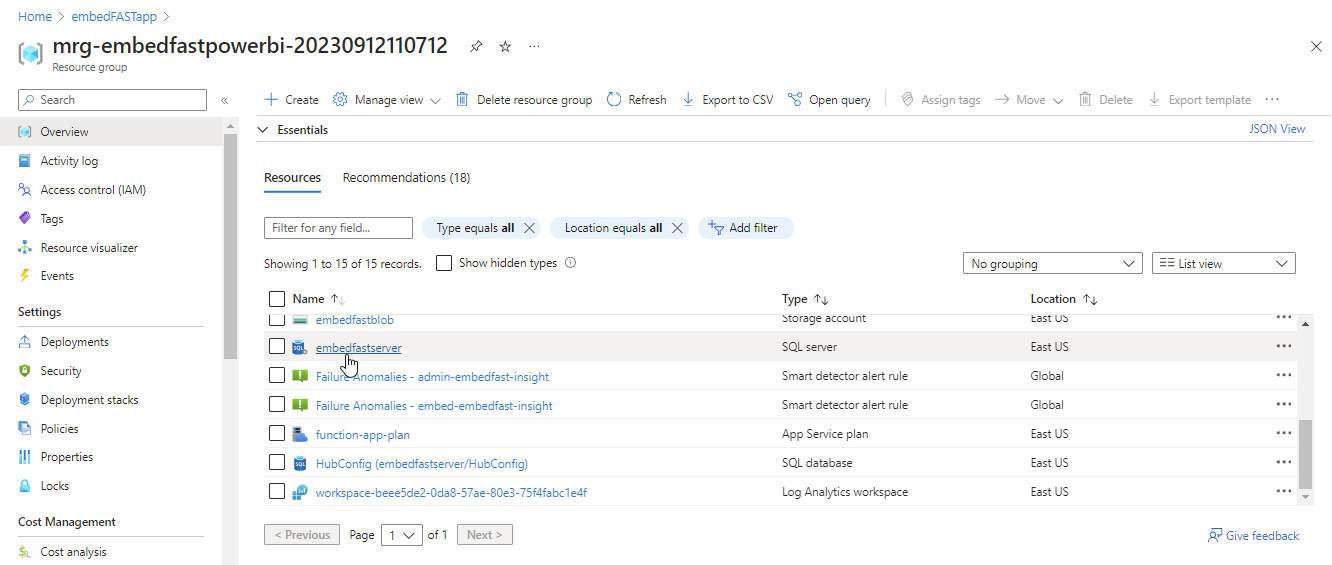 Home > embedFASTapp >
mrg-embedfastpowerbi-20230912110712
Resource group
Search
Create Manage view Delete resource group Refresh Export to CSV Open query Assign tags Move Delete Export template
Overview
Activity log
Access control (IAM)
Tags
Resource visualizer
Events
Settings
Deployments
Security
Deployment stacks
Policies
Properties
Locks
Cost Management
Cost analysis
Essentials JSON View
Resources Recommendations (18)
Filter for any field... Type equals all Location equals all Add filter
Showing 1 to 15 of 15 records. Show hidden types No grouping List view
Name Type Location
embedfastblob Storage account East US
embedfastserver SQL server East US
Failure Anomalies - admin-embedfast-insight Smart detector alert rule Global
Failure Anomalies - embed-embedfast-insight Smart detector alert rule Global
function-app-plan App Service plan East US
HubConfig (embedfastserver/HubConfig) SQL database East US
workspace-beee5de2-0da8-57ae-80e3-75f4fabc1e4f Log Analytics workspace East US
< Previous Page 1 of 1 Next > Give feedback